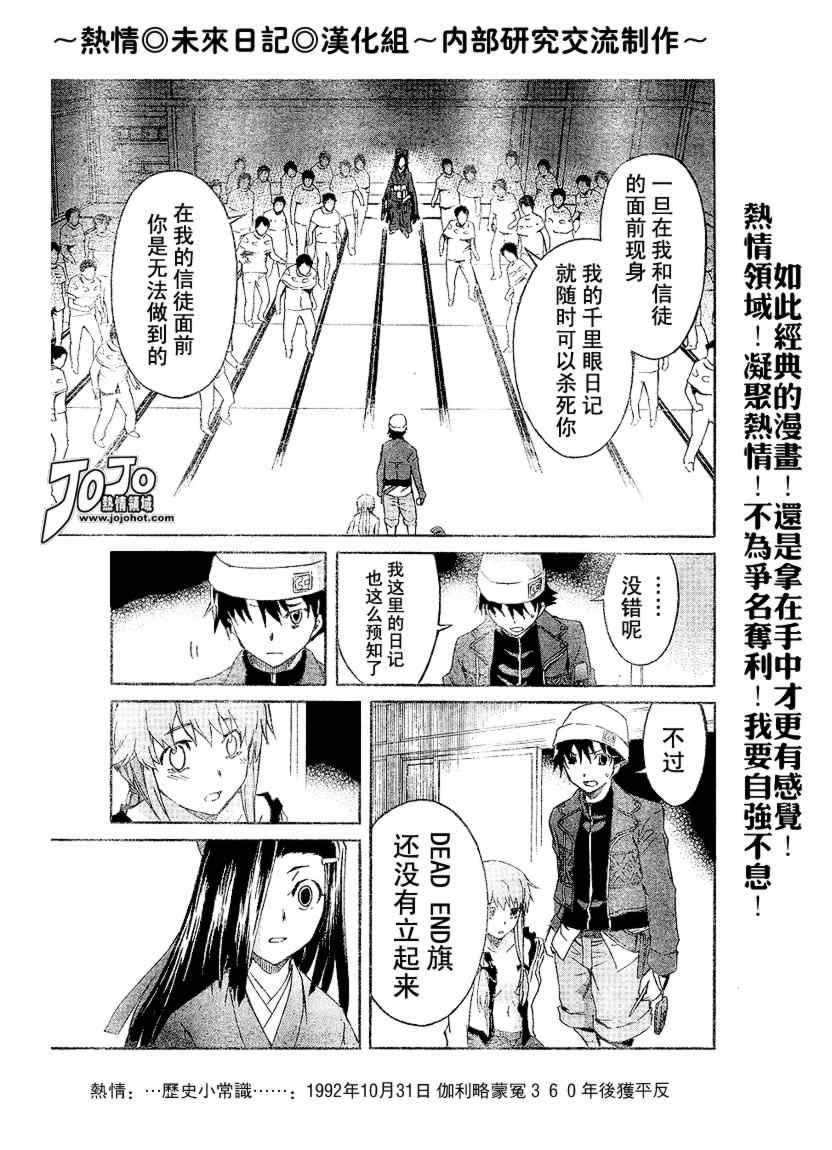 ～熱情◎未來日記◎漢化組～内部研究交流制作～
一旦在我和信徒
的面前现身
我的千里眼日记
就随时可以杀死你
在我的信徒面前
你是无法做到的
如此經典的漫畫！還是拿在手中才更有感覺！
熱情領域！凝聚熱情！不為爭名奪利！我要自強不息！
JOJO
熱情領域
www.jojohot.com
……
没错呢
我这里的日记
也这么预知了
不过
DEAD END旗
还没有立起来
熱情：…歷史小常識……：1992年10月31日 伽利略蒙冤３６０年後獲平反